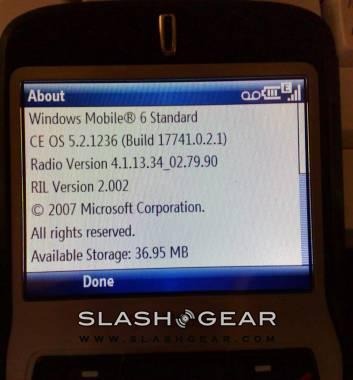 About
E
Windows Mobile® 6 Standard
CE OS 5.2.1236 (Build 17741.0.2.1)
Radio Version 4.1.13.34_02.79.90
RIL Version 2.002
© 2007 Microsoft Corporation.
All rights reserved.
Available Storage: 36.95 MB
Done
SLASH GEAR
WWW.SLASHGEAR.COM